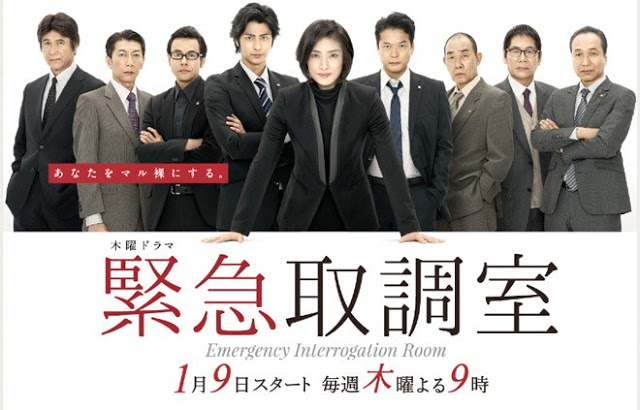 あなたをマル裸にする。
木曜ドラマ
緊急取調室
Emergency Interrogation Room
1月9日スタート 毎週木曜よる9時